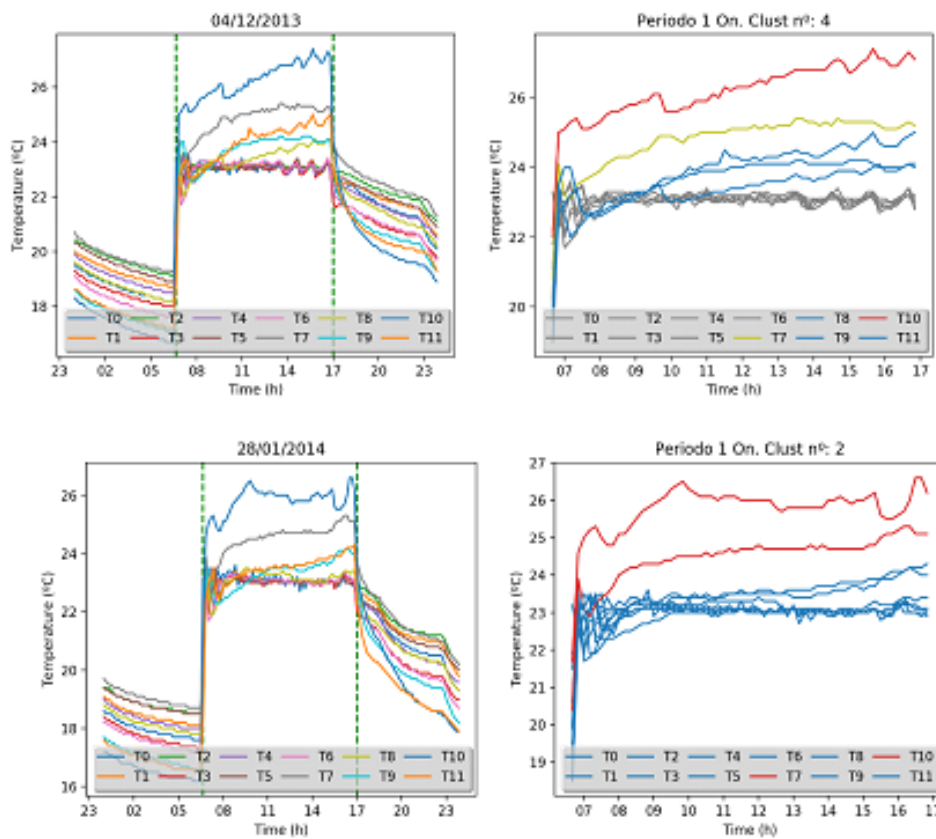 04/12/2013
Periodo 1 On. Clust nº: 4
26
24
22
20
18
Temperature (ºC)
T0 T2 T4 T6 T8 T10
T1 T3 T5 T7 T9 T11
23 02 05 08 11 14 17 20 23
Time (h)
26
24
22
20
Temperature (ºC)
T0 T2 T4 T6 T8 T10
T1 T3 T5 T7 T9 T11
07 08 09 10 11 12 13 14 15 16 17
Time (h)
28/01/2014
Periodo 1 On. Clust nº: 2
26
24
22
20
18
16
Temperature (ºC)
T0 T2 T4 T6 T8 T10
T1 T3 T5 T7 T9 T11
23 02 05 08 11 14 17 20 23
Time (h)
27
26
25
24
23
22
21
20
19
Temperature (ºC)
T0 T2 T4 T6 T8 T10
T1 T3 T5 T7 T9 T11
07 08 09 10 11 12 13 14 15 16
Time (h)